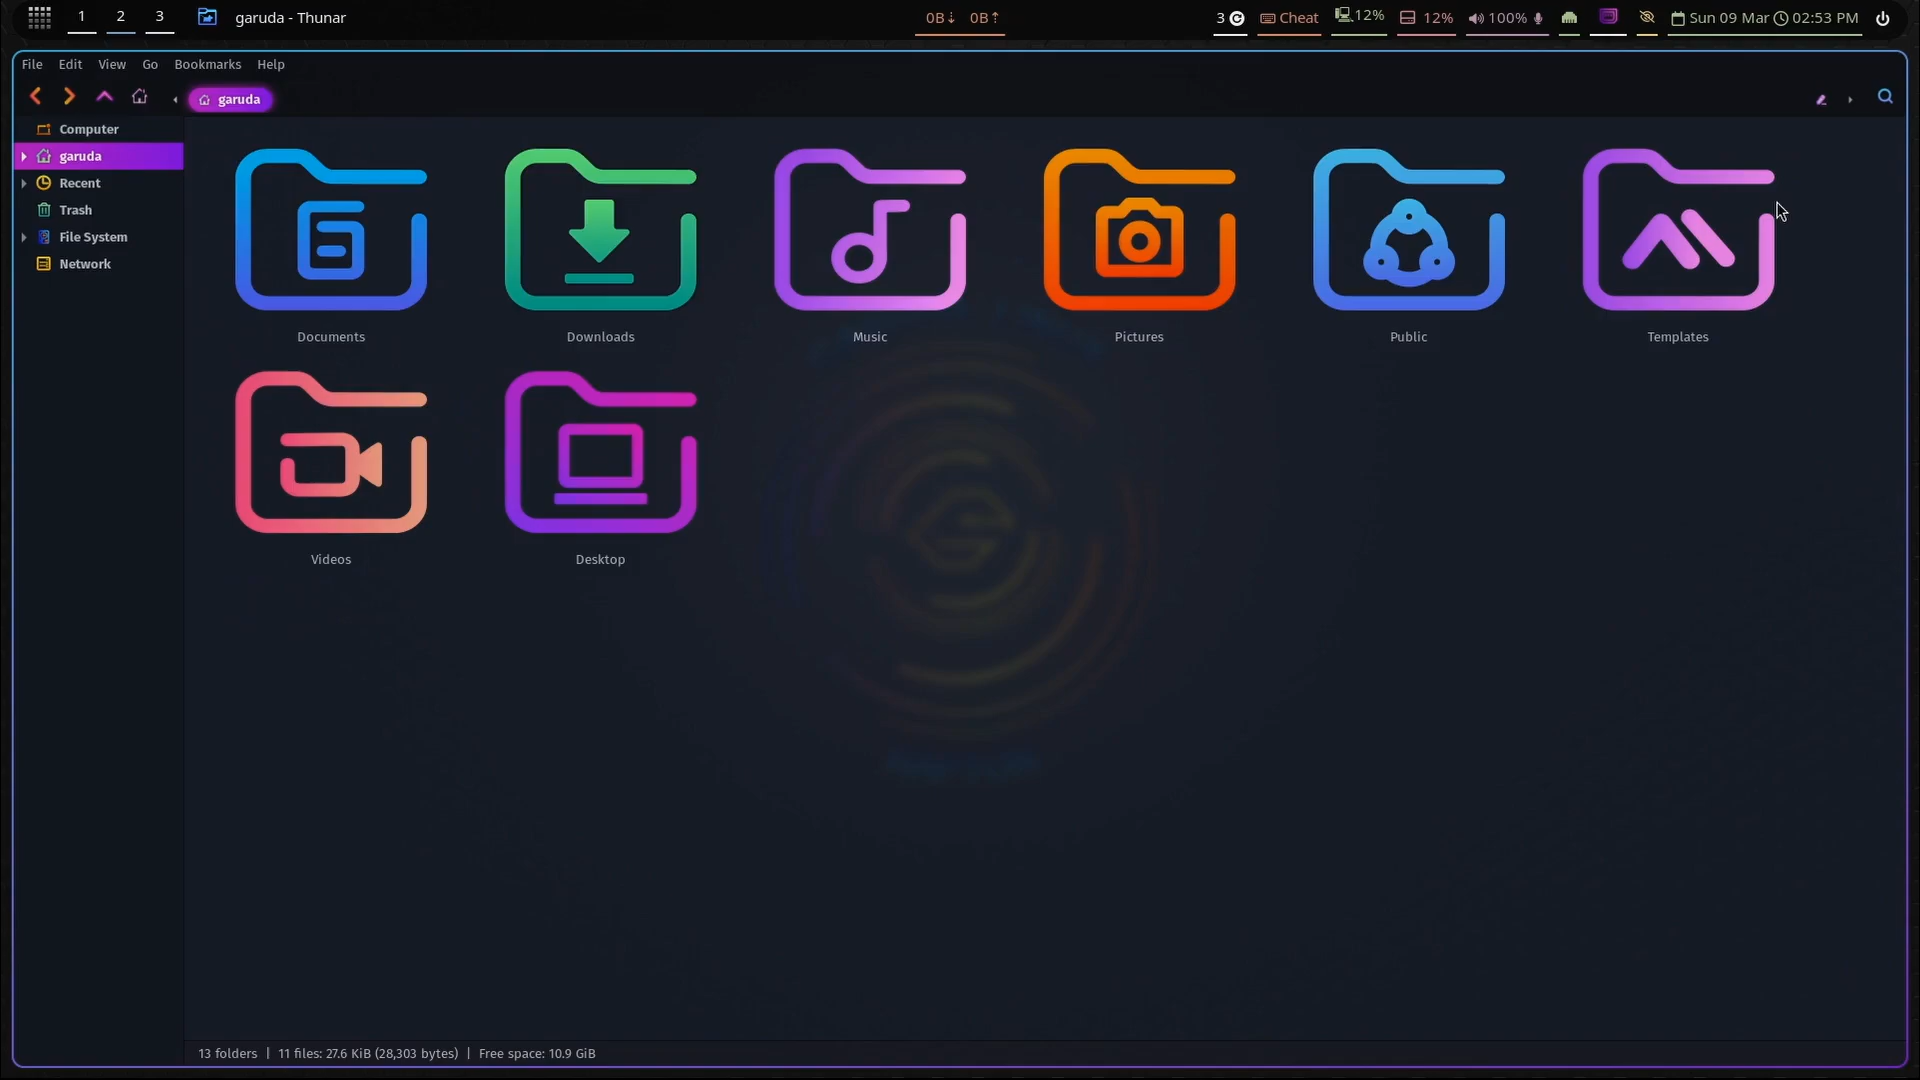 1 2 3 garuda - Thunar 0B↓ 0B↑ 3 Cheat 12% 12% 100% Sun 09 Mar 02:53 PM
File Edit View Go Bookmarks Help
garuda
Computer
garuda
Recent
Trash
File System
Network
Documents Downloads Music Pictures Public Templates
Videos Desktop
13 folders | 11 files: 27.6 KiB (28,303 bytes) | Free space: 10.9 GiB